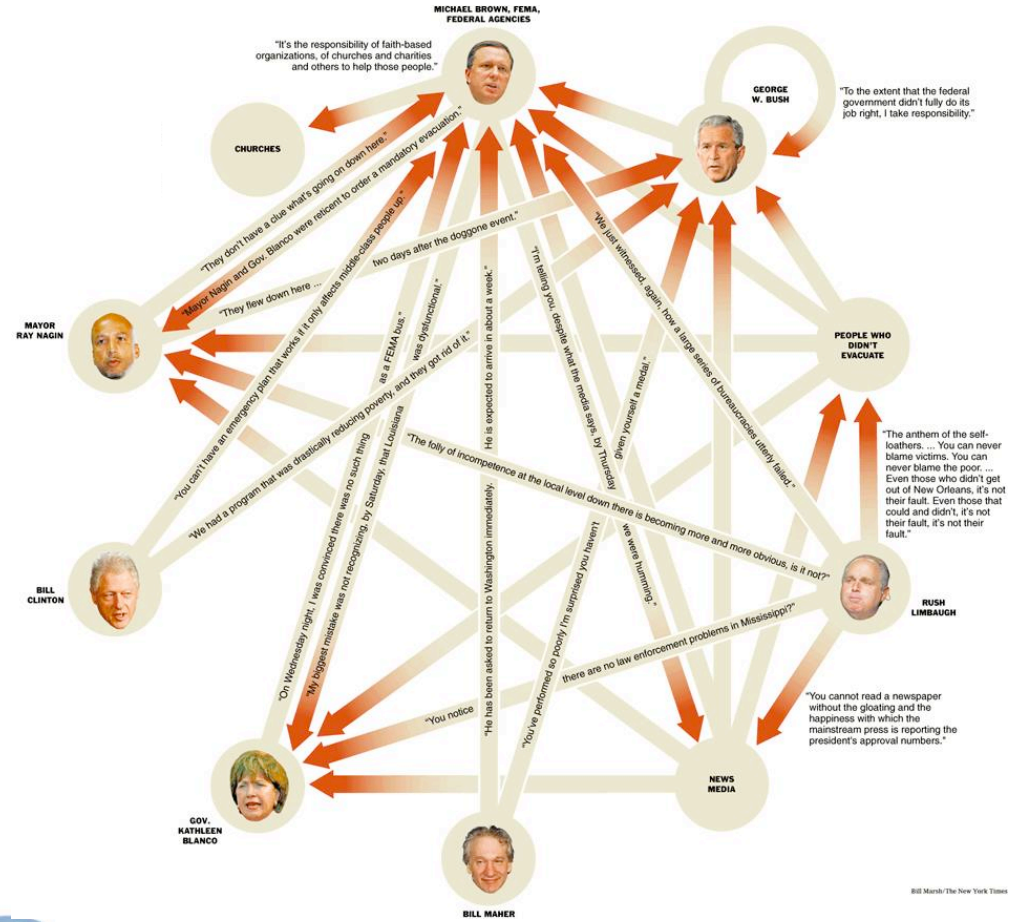 MICHAEL BROWN, FEMA,
FEDERAL AGENCIES
"It's the responsibility of faith-based
organizations, of churches and charities
and others to help those people."
GEORGE
W. BUSH
"To the extent that the federal
government didn't fully do its
job right, I take responsibility."
CHURCHES
"They don't have a clue what's going on down here."
"Mayor Nagin and Gov. Blanco were reticent to order a mandatory evacuation."
"They flew down here ... two days after the doggone event."
"You can't have an emergency plan that works if it only affects middle-class people up."
"We had a program that was drastically reducing poverty, and they got rid of it."
"On Wednesday night, I was convinced there was no such thing as a FEMA bus."
"My biggest mistake was not recognizing, by Saturday, that Louisiana was dysfunctional."
"He has been asked to return to Washington immediately. He is expected to arrive in about a week."
"I'm telling you, despite what the media says, by Thursday we were humming."
"You've performed so poorly I'm surprised you haven't given yourself a medal."
"We just witnessed, again, how a large series of bureaucracies utterly failed."
MAYOR
RAY NAGIN
PEOPLE WHO
DIDN'T
EVACUATE
"The folly of incompetence at the local level down there is becoming more and more obvious, is it not?"
"The anthem of the self-
loathers. ... You can never
blame victims. You can
never blame the poor. ...
Even those who didn't get
out of New Orleans, it's not
their fault. Even those that
could and didn't, it's not
their fault, it's not their
fault."
BILL
CLINTON
RUSH
LIMBAUGH
"You notice there are no law enforcement problems in Mississippi?"
"You cannot read a newspaper
without the gloating and the
happiness with which the
mainstream press is reporting the
president's approval numbers."
NEWS
MEDIA
GOV.
KATHLEEN
BLANCO
BILL MAHER
Bill Marsh/The New York Times